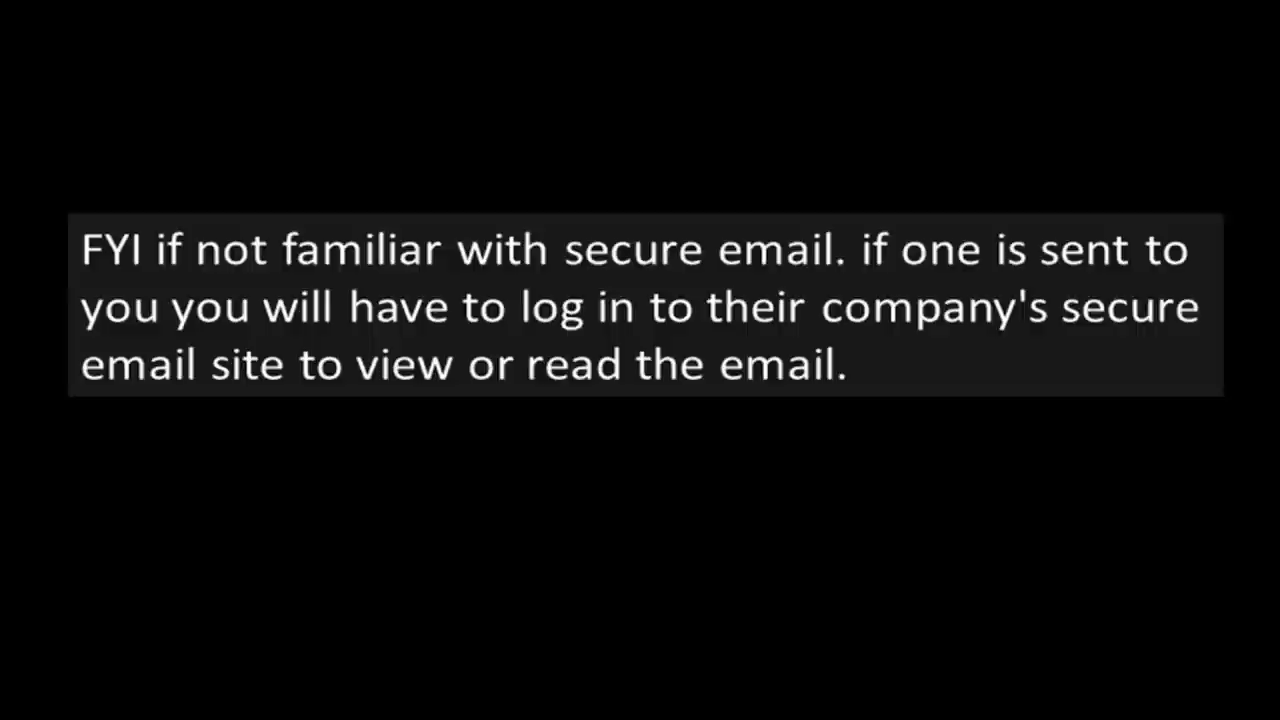 FYI if not familiar with secure email. if one is sent to
you you will have to log in to their company's secure
email site to view or read the email.